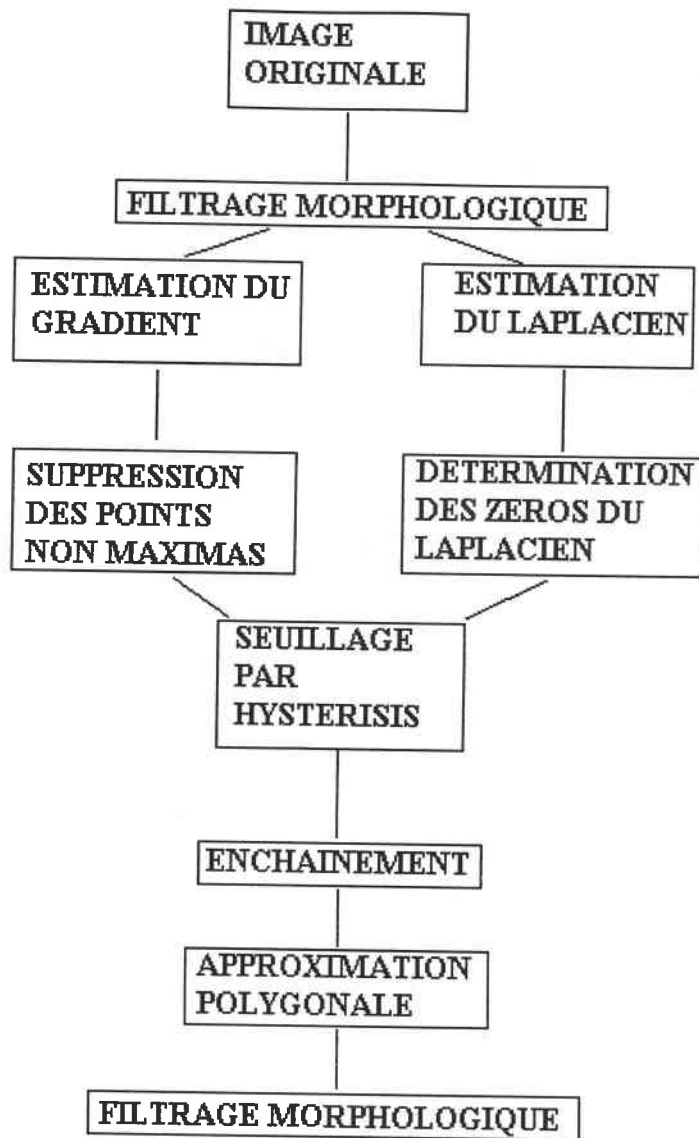 IMAGE
ORIGINALE
FILTRAGE MORPHOLOGIQUE
ESTIMATION DU
GRADIENT
ESTIMATION
DU LAPLACIEN
SUPPRESSION
DES POINTS
NON MAXIMAS
DETERMINATION
DES ZEROS DU
LAPLACIEN
SEUILLAGE
PAR
HYSTERISIS
ENCHAINEMENT
APPROXIMATION
POLYGONALE
FILTRAGE MORPHOLOGIQUE